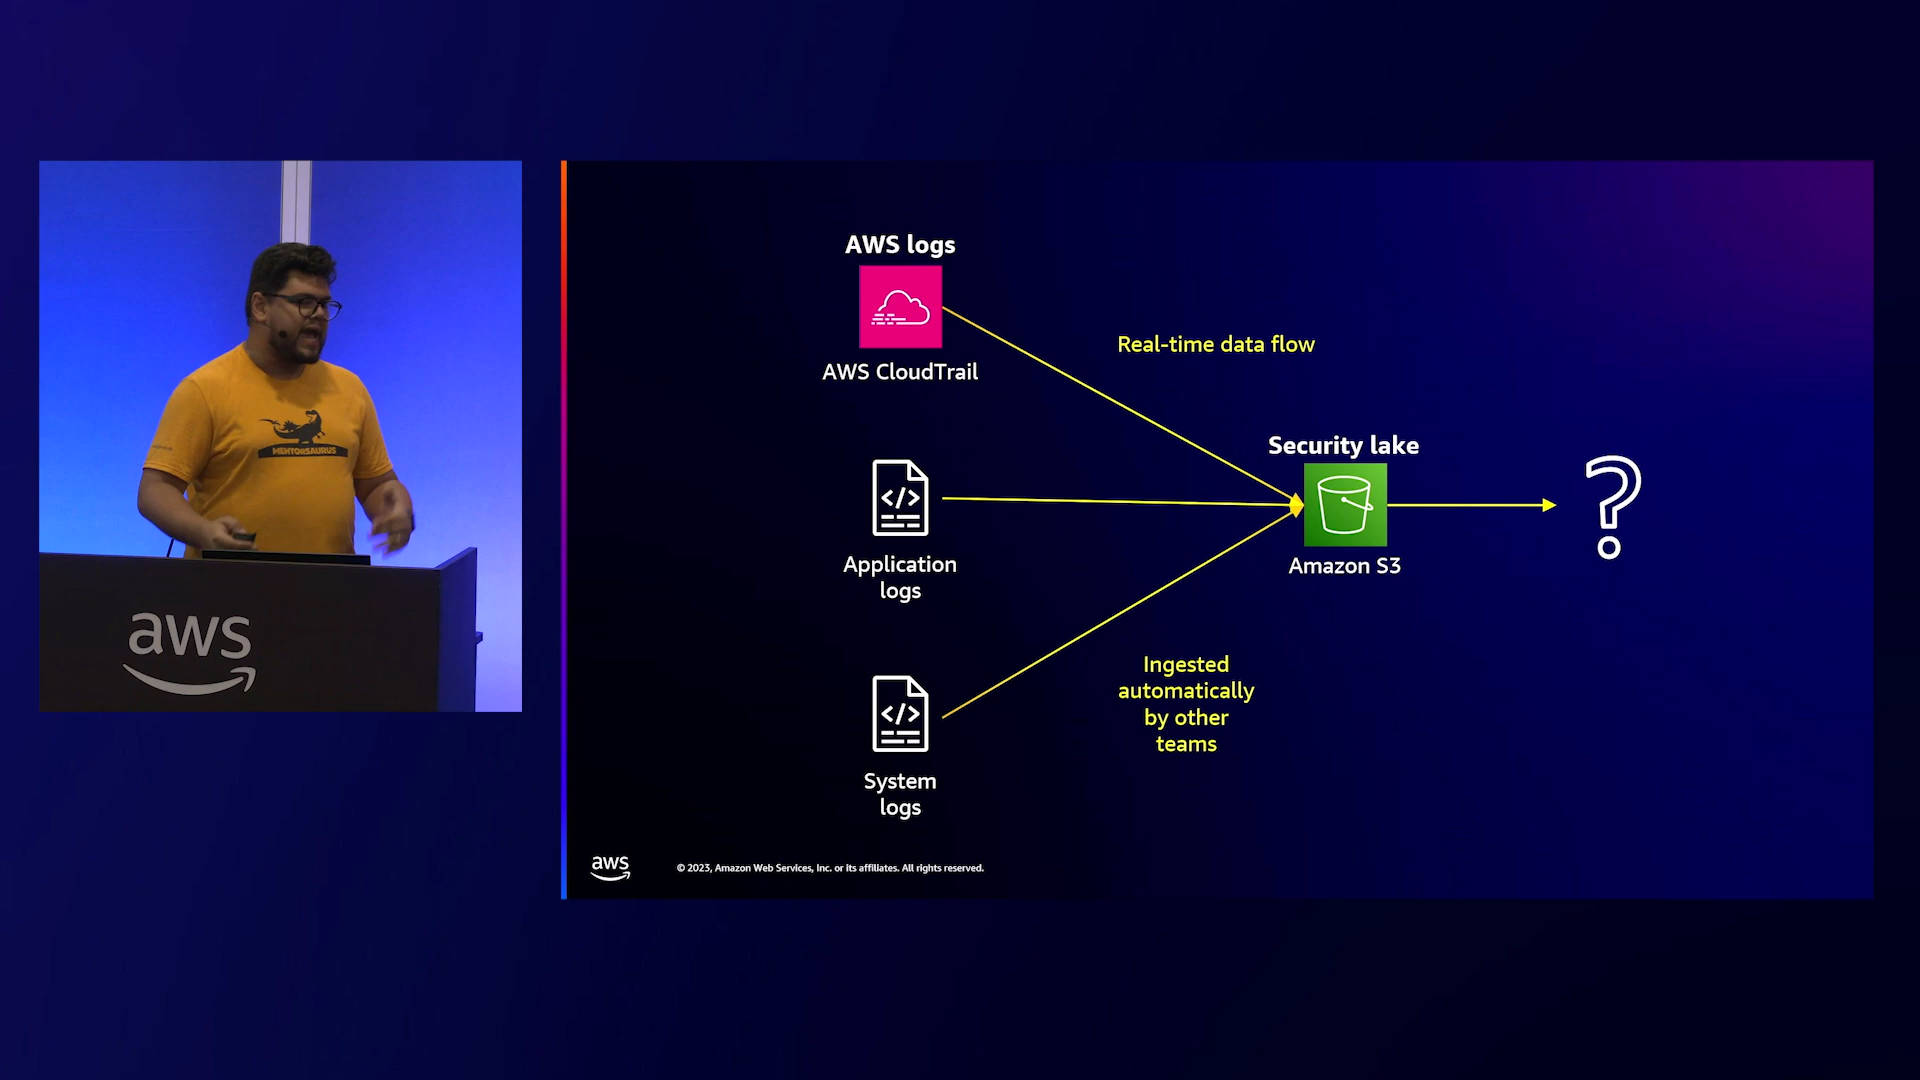 MENTORSAURUS
aws
AWS logs
AWS CloudTrail
Real-time data flow
Application
logs
Security lake
Amazon S3
?
System
logs
Ingested
automatically
by other
teams
aws
© 2023, Amazon Web Services, Inc. or its affiliates. All rights reserved.